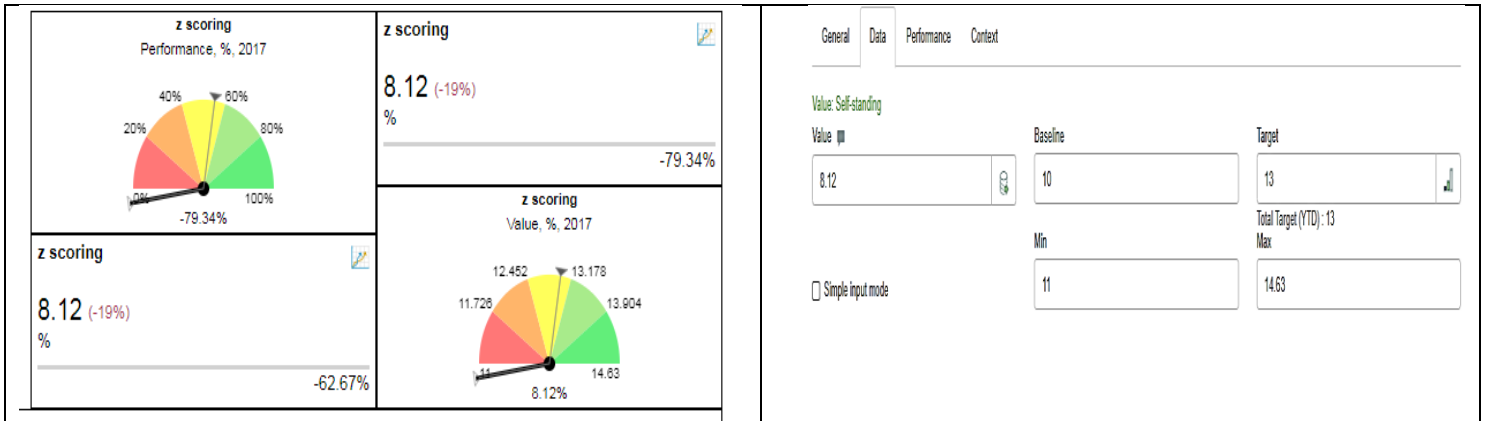 z scoring
Performance, %, 2017
40%
60%
20%
80%
0%
100%
-79.34%
z scoring
8.12 (-19%)
%
-62.67%
z scoring
8.12 (-19%)
%
-79.34%
z scoring
Value, %, 2017
12.452
13.178
11.726
13.904
11
14.63
8.12%
General
Data
Performance
Context
Value: Self-standing
Value
Baseline
Target
8.12
10
13
Total Target (YTD) : 13
Min
Max
Simple input mode
11
14.63